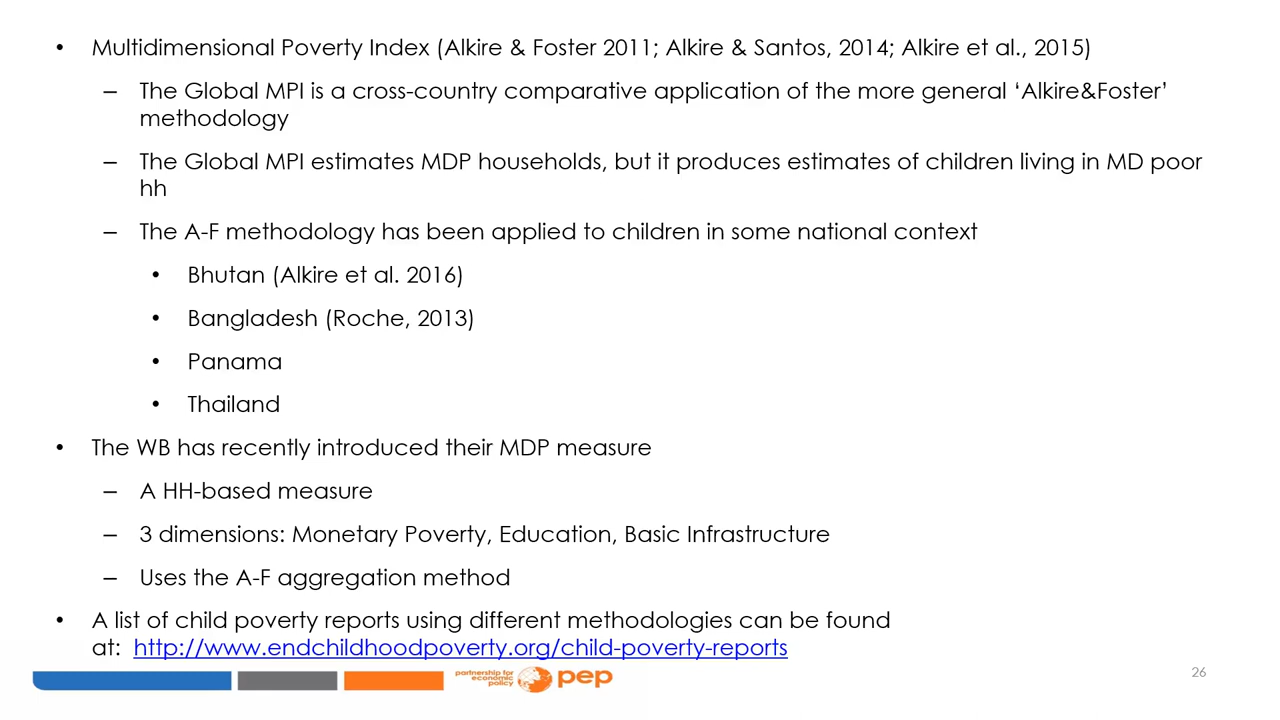 • Multidimensional Poverty Index (Alkire & Foster 2011; Alkire & Santos, 2014; Alkire et al., 2015)
– The Global MPI is a cross-country comparative application of the more general ‘Alkire&Foster’
methodology
– The Global MPI estimates MDP households, but it produces estimates of children living in MD poor
hh
– The A-F methodology has been applied to children in some national context
• Bhutan (Alkire et al. 2016)
• Bangladesh (Roche, 2013)
• Panama
• Thailand
• The WB has recently introduced their MDP measure
– A HH-based measure
– 3 dimensions: Monetary Poverty, Education, Basic Infrastructure
– Uses the A-F aggregation method
• A list of child poverty reports using different methodologies can be found
at: http://www.endchildhoodpoverty.org/child-poverty-reports
partnership for
economic
policy
pep
26